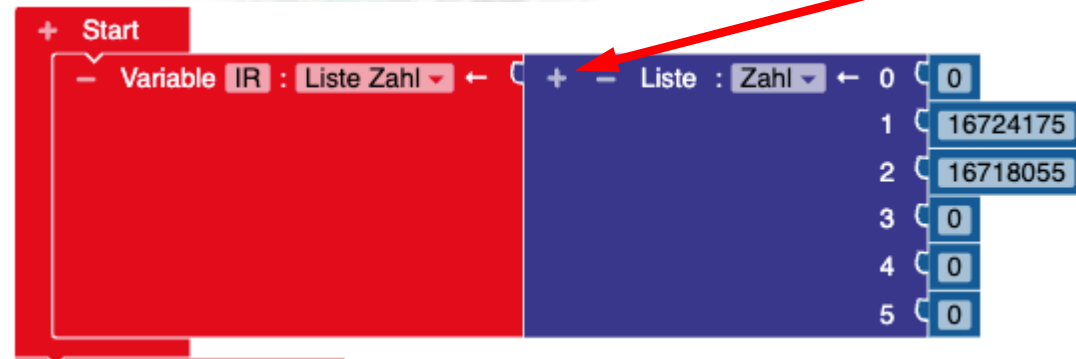 + Start
− Variable IR : Liste Zahl ← + − Liste : Zahl ← 0 0
1 16724175
2 16718055
3 0
4 0
5 0